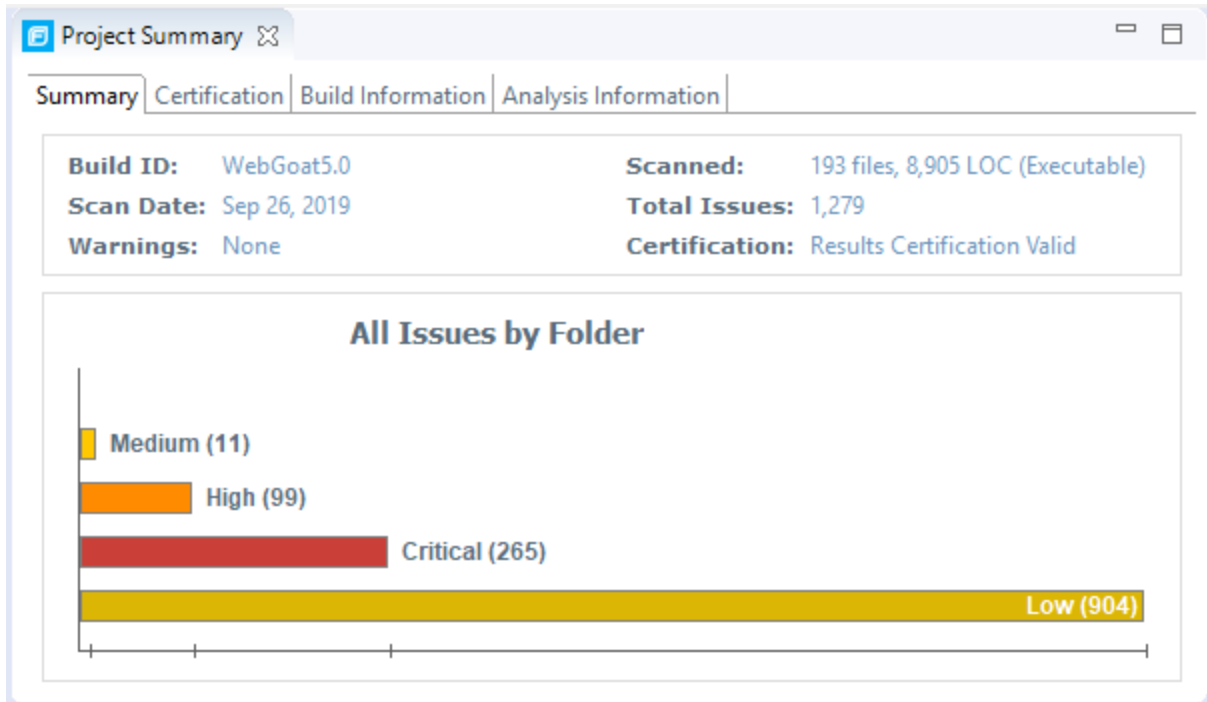 Project Summary
Summary Certification Build Information Analysis Information
Build ID: WebGoat5.0 Scanned: 193 files, 8,905 LOC (Executable)
Scan Date: Sep 26, 2019 Total Issues: 1,279
Warnings: None Certification: Results Certification Valid
All Issues by Folder
Medium (11)
High (99)
Critical (265)
Low (904)